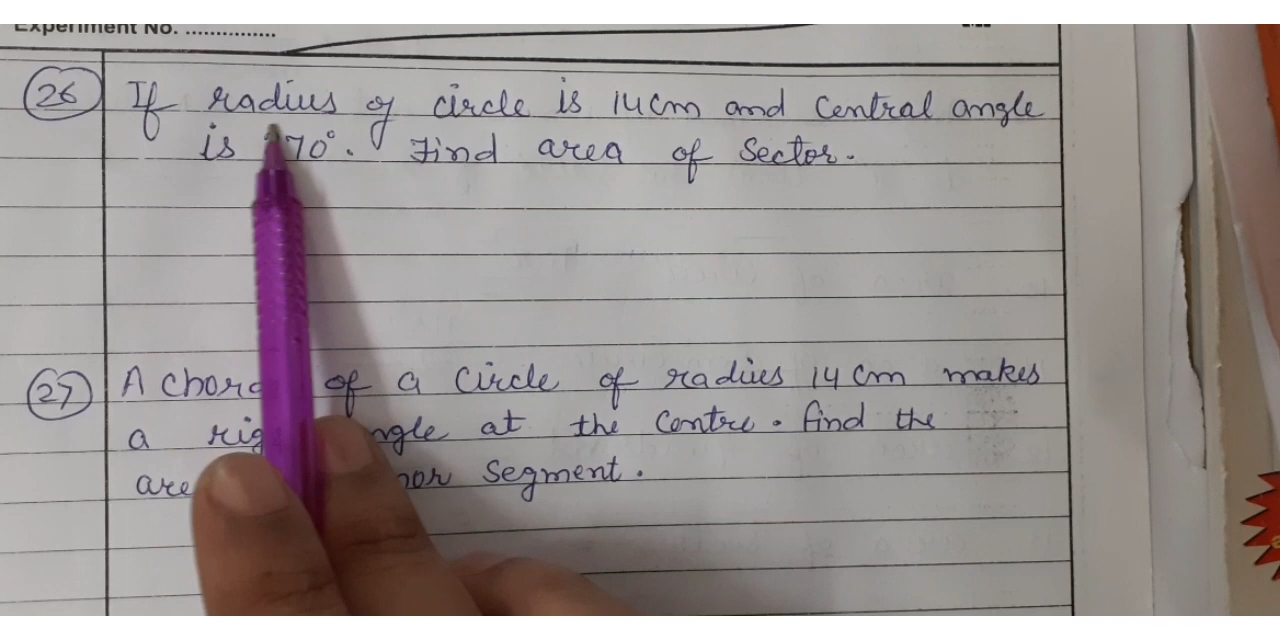 Experiment No. ...............
26 If radius of circle is 14cm and Central angle
is 70°. Find area of Sector.
27 A chord of a Circle of radius 14 cm makes
a at the Centre. find the
Segment.